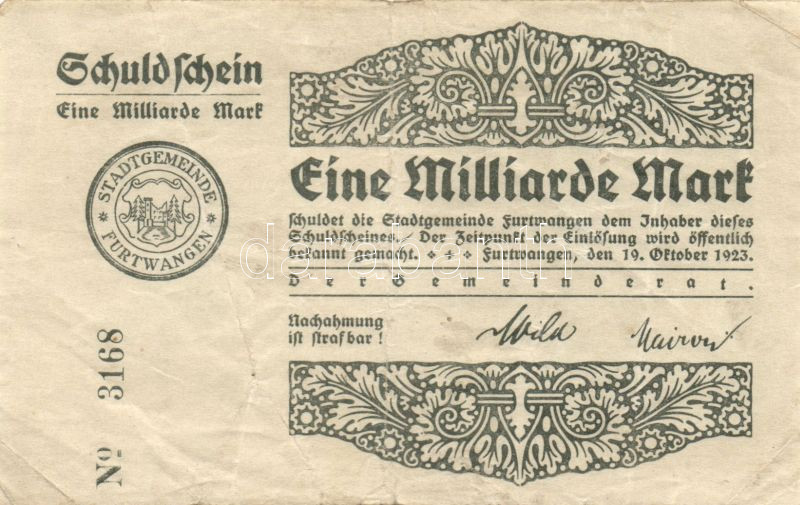 Schuldschein
Eine Milliarde Mark
STADTGEMEINDE
FURTWANGEN
Nº 3168
Eine Milliarde Mark
schuldet die Stadtgemeinde Furtwangen dem Inhaber dieses
Schuldscheines. Der Zeitpunkt der Einlösung wird öffentlich
bekannt gemacht. Furtwangen, den 19. Oktober 1923.
Der Gemeinderat.
Nachahmung
ist strafbar!
darabanth